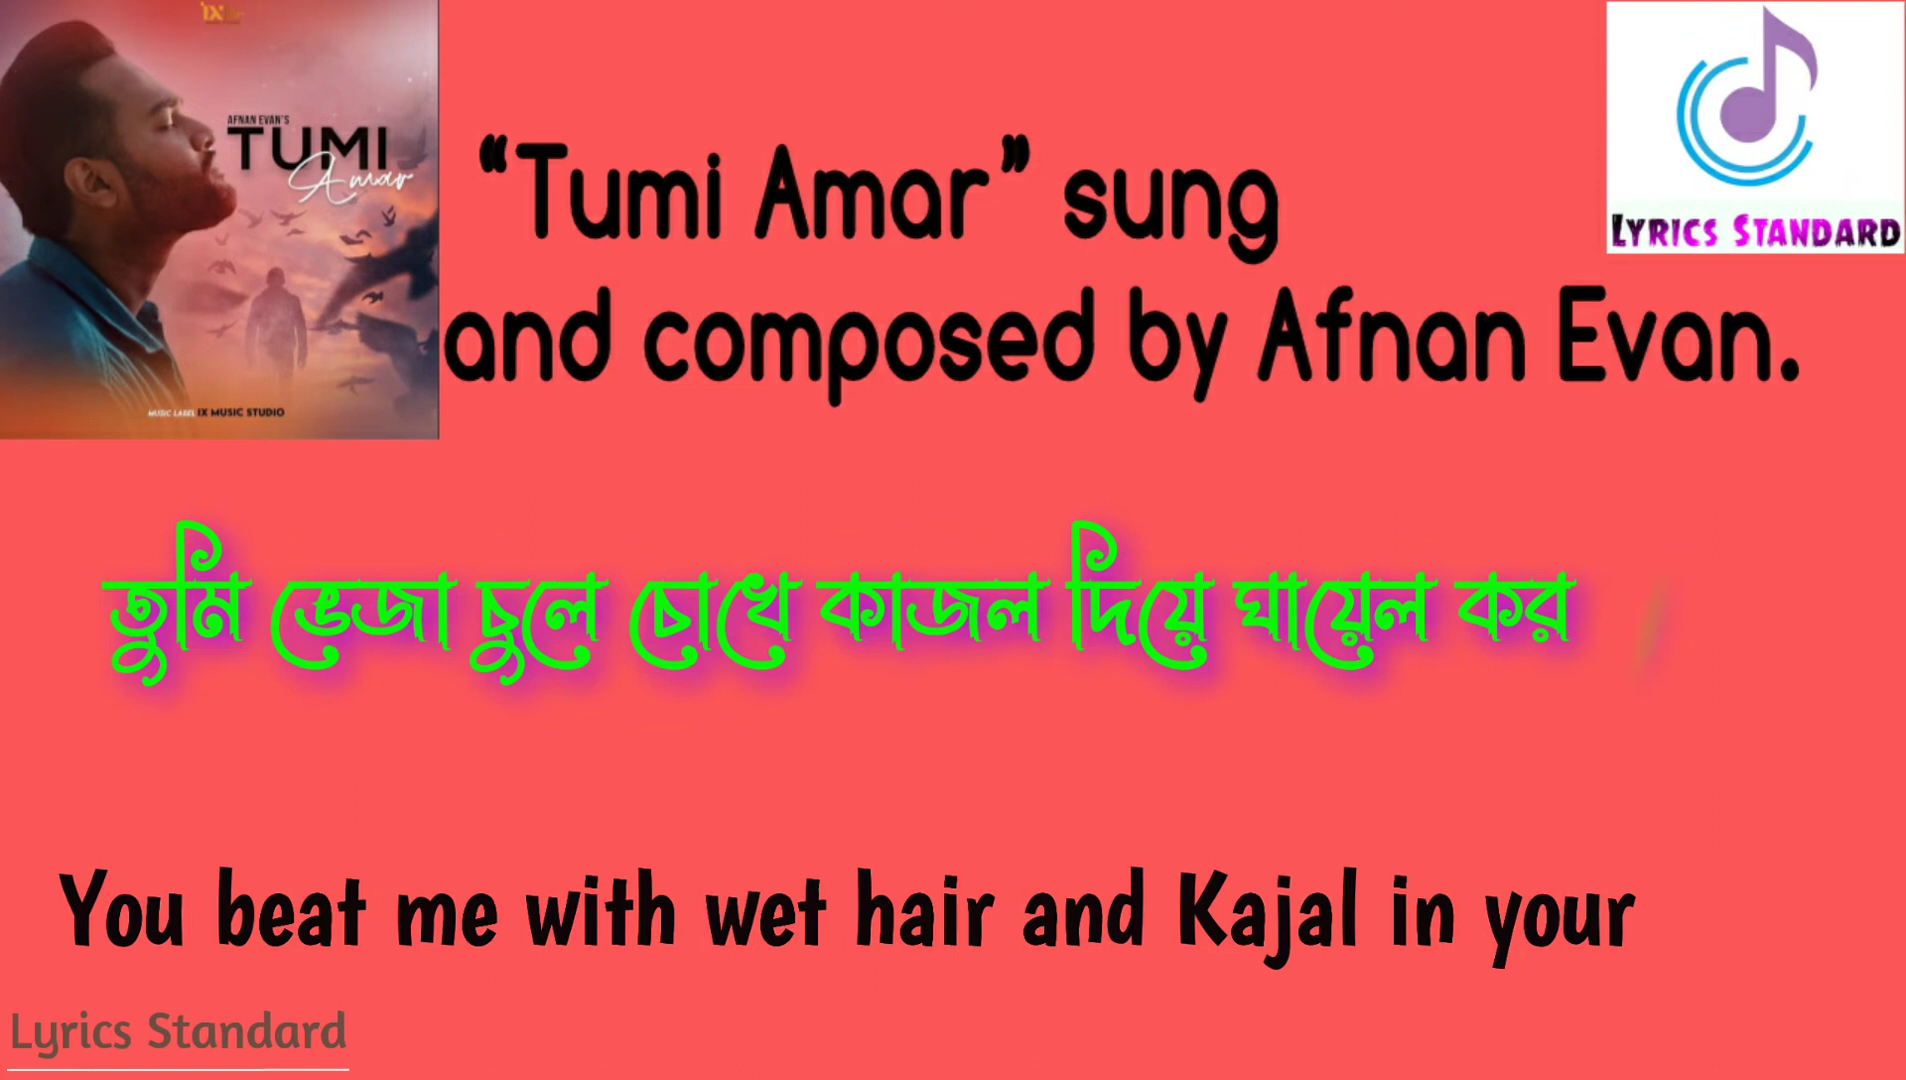 AFNAN EVAN'S
TUMI
Amar
MUSIC LABEL IX MUSIC STUDIO
“Tumi Amar” sung
and composed by Afnan Evan.
LYRICS STANDARD
তুমি ভেজা চুলে চোখে কাজল দিয়ে ঘায়েল কর
You beat me with wet hair and Kajal in your
Lyrics Standard